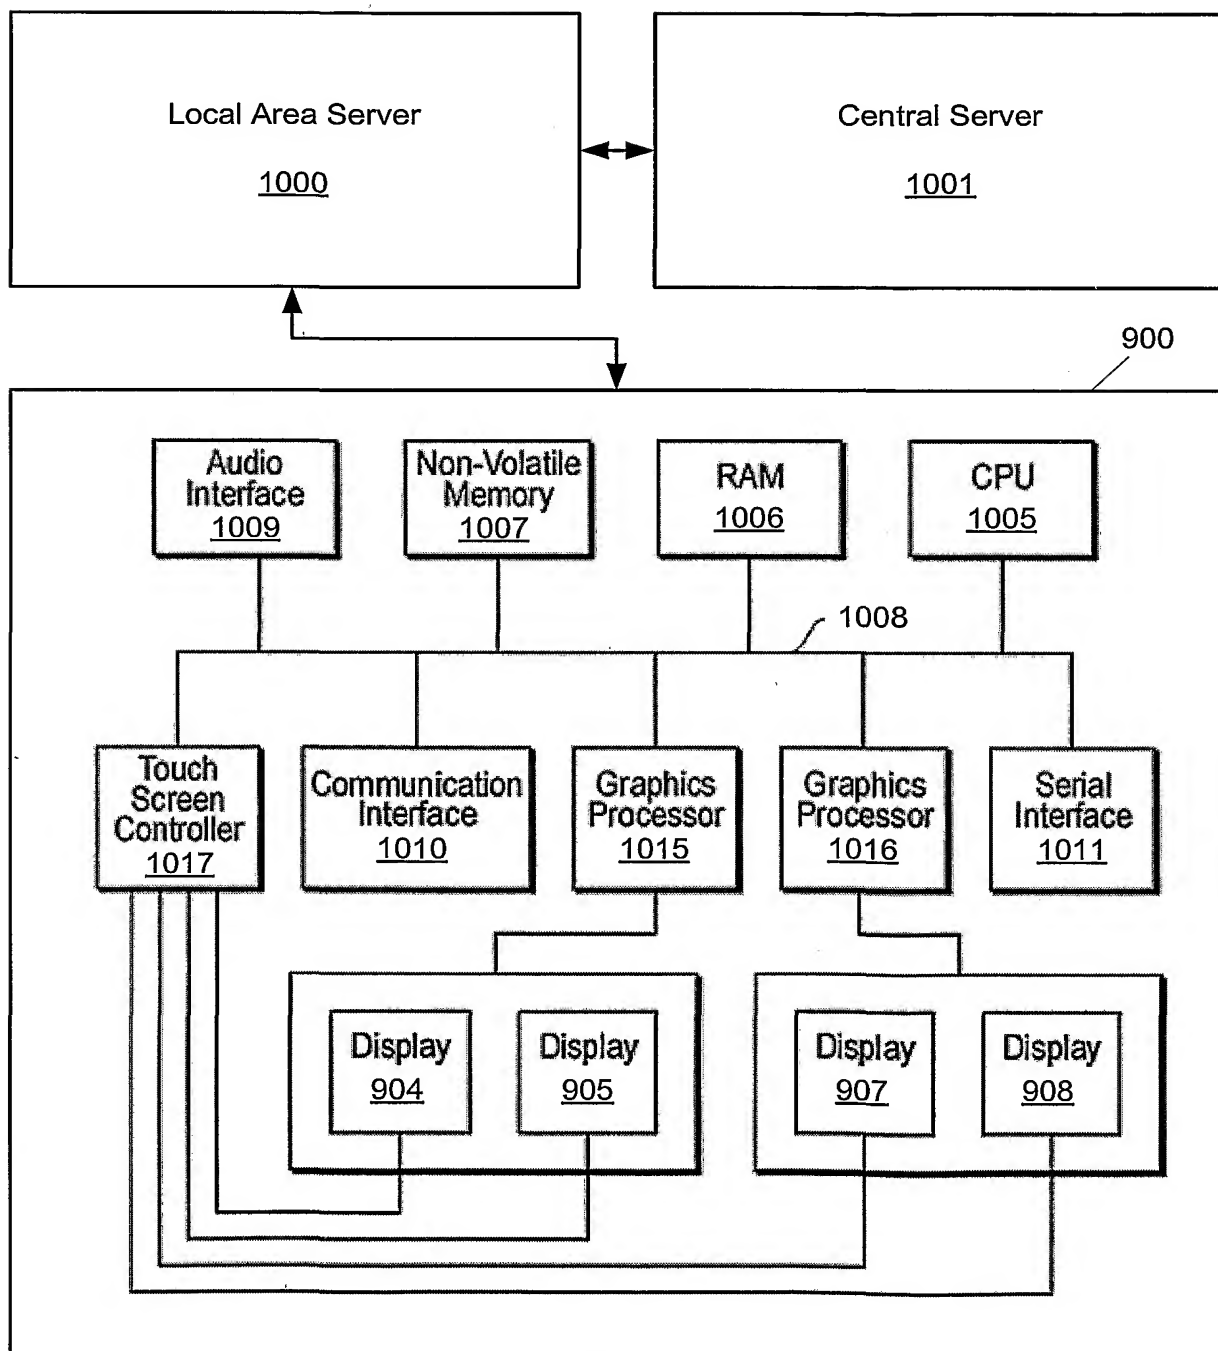 Local Area Server
1000
Central Server
1001
900
Audio
Interface
1009
Non-Volatile
Memory
1007
RAM
1006
CPU
1005
1008
Touch
Screen
Controller
1017
Communication
Interface
1010
Graphics
Processor
1015
Graphics
Processor
1016
Serial
Interface
1011
Display
904
Display
905
Display
907
Display
908